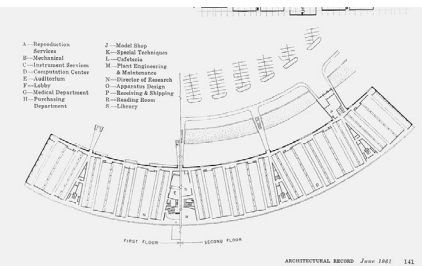 A—Reproduction
Services
B—Mechanical
C—Instrument Services
D—Computation Center
E—Auditorium
F—Lobby
G—Medical Department
H—Purchasing
Department
J—Model Shop
K—Special Techniques
L—Cafeteria
M—Plant Engineering
& Maintenance
N—Director of Research
O—Apparatus Design
P—Receiving & Shipping
R—Reading Room
S—Library
FIRST FLOOR
SECOND FLOOR
ARCHITECTURAL RECORD June 1961 141